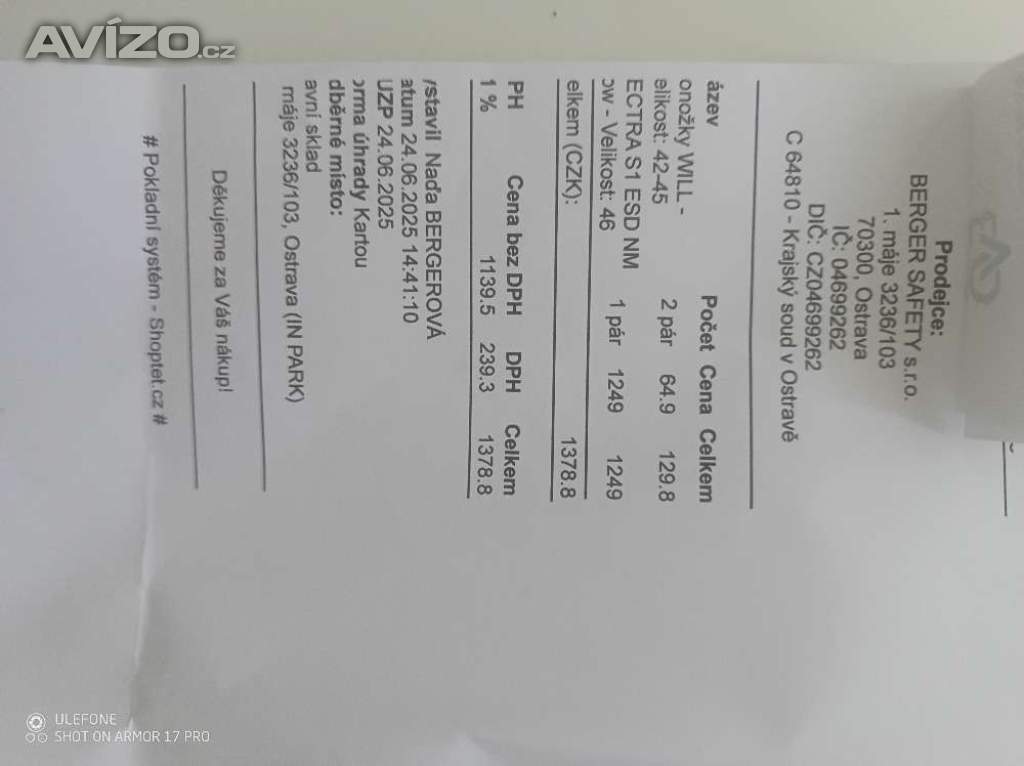 AVÍZO.cz
Prodejce:
BERGER SAFETY s.r.o.
1. máje 3236/103
70300, Ostrava
IČ: 04699262
DIČ: CZ04699262
C 64810 - Krajský soud v Ostravě
ázev Počet Cena Celkem
onožky WILL -
elikost: 42-45 2 pár 64.9 129.8
ECTRA S1 ESD NM
ow - Velikost: 46 1 pár 1249 1249
elkem (CZK): 1378.8
PH Cena bez DPH DPH Celkem
1 % 1139.5 239.3 1378.8
ystavil Naďa BERGEROVÁ
atum 24.06.2025 14:41:10
UZP 24.06.2025
orma úhrady Kartou
dběrné místo:
avní sklad
máje 3236/103, Ostrava (IN PARK)
Děkujeme za Váš nákup!
# Pokladní systém - Shoptet.cz #
ULEFONE
SHOT ON ARMOR 17 PRO